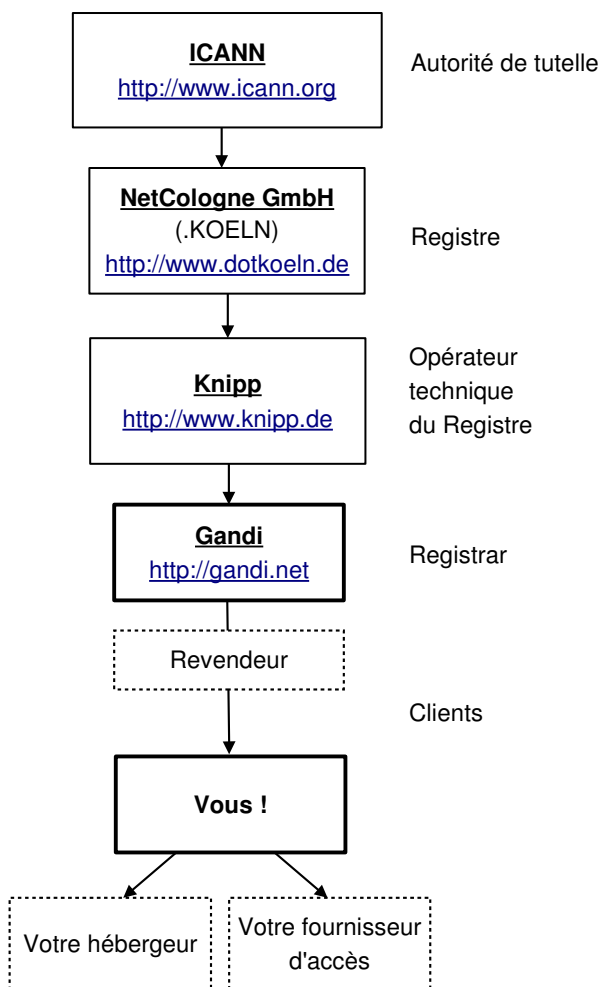 ICANN
http://www.icann.org
Autorité de tutelle
NetCologne GmbH
(.KOELN)
http://www.dotkoeln.de
Registre
Knipp
http://www.knipp.de
Opérateur
technique
du Registre
Gandi
http://gandi.net
Registrar
Revendeur
Clients
Vous !
Votre hébergeur
Votre fournisseur
d'accès